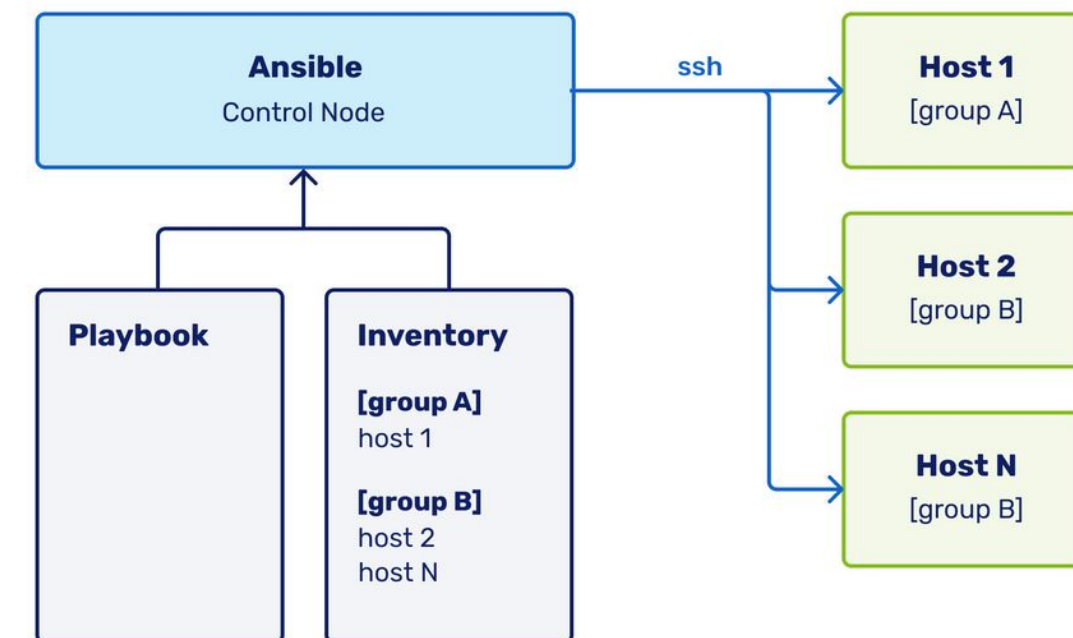 Ansible
Control Node
ssh
Host 1
[group A]
Host 2
[group B]
Host N
[group B]
Playbook
Inventory
[group A]
host 1
[group B]
host 2
host N